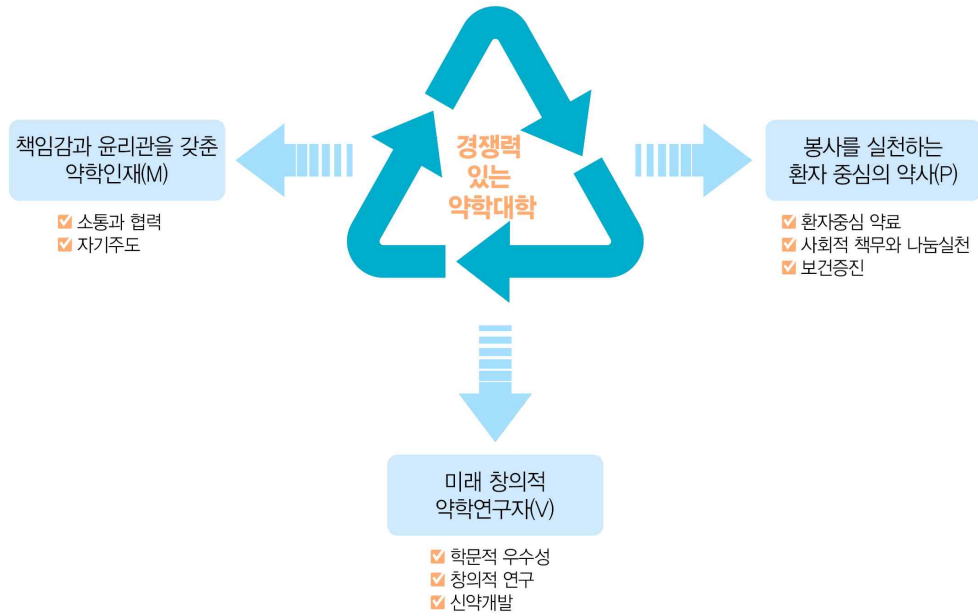 경쟁력
있는
약학대학
책임감과 윤리관을 갖춘
약학인재(M)
소통과 협력
자기주도
봉사를 실천하는
환자 중심의 약사(P)
환자중심 약료
사회적 책무와 나눔실천
보건증진
미래 창의적
약학연구자(V)
학문적 우수성
창의적 연구
신약개발